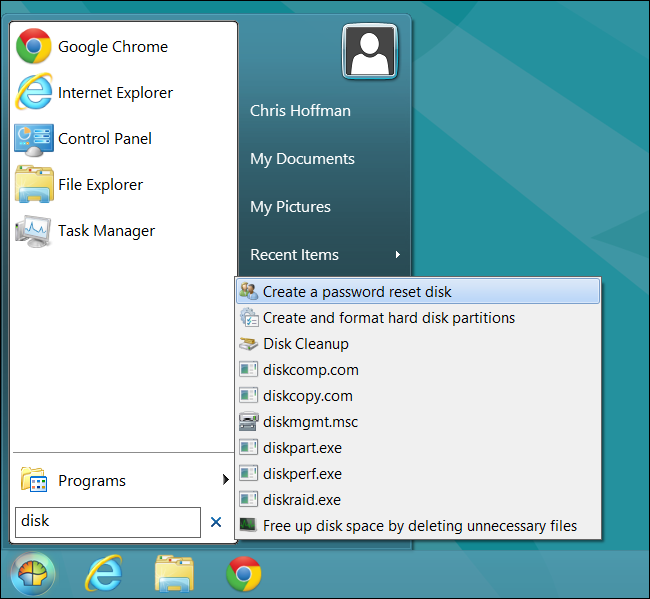 Google Chrome
Internet Explorer
Control Panel
File Explorer
Task Manager
Programs
disk
Chris Hoffman
My Documents
My Pictures
Recent Items
Create a password reset disk
Create and format hard disk partitions
Disk Cleanup
diskcomp.com
diskcopy.com
diskmgmt.msc
diskpart.exe
diskperf.exe
diskraid.exe
Free up disk space by deleting unnecessary files